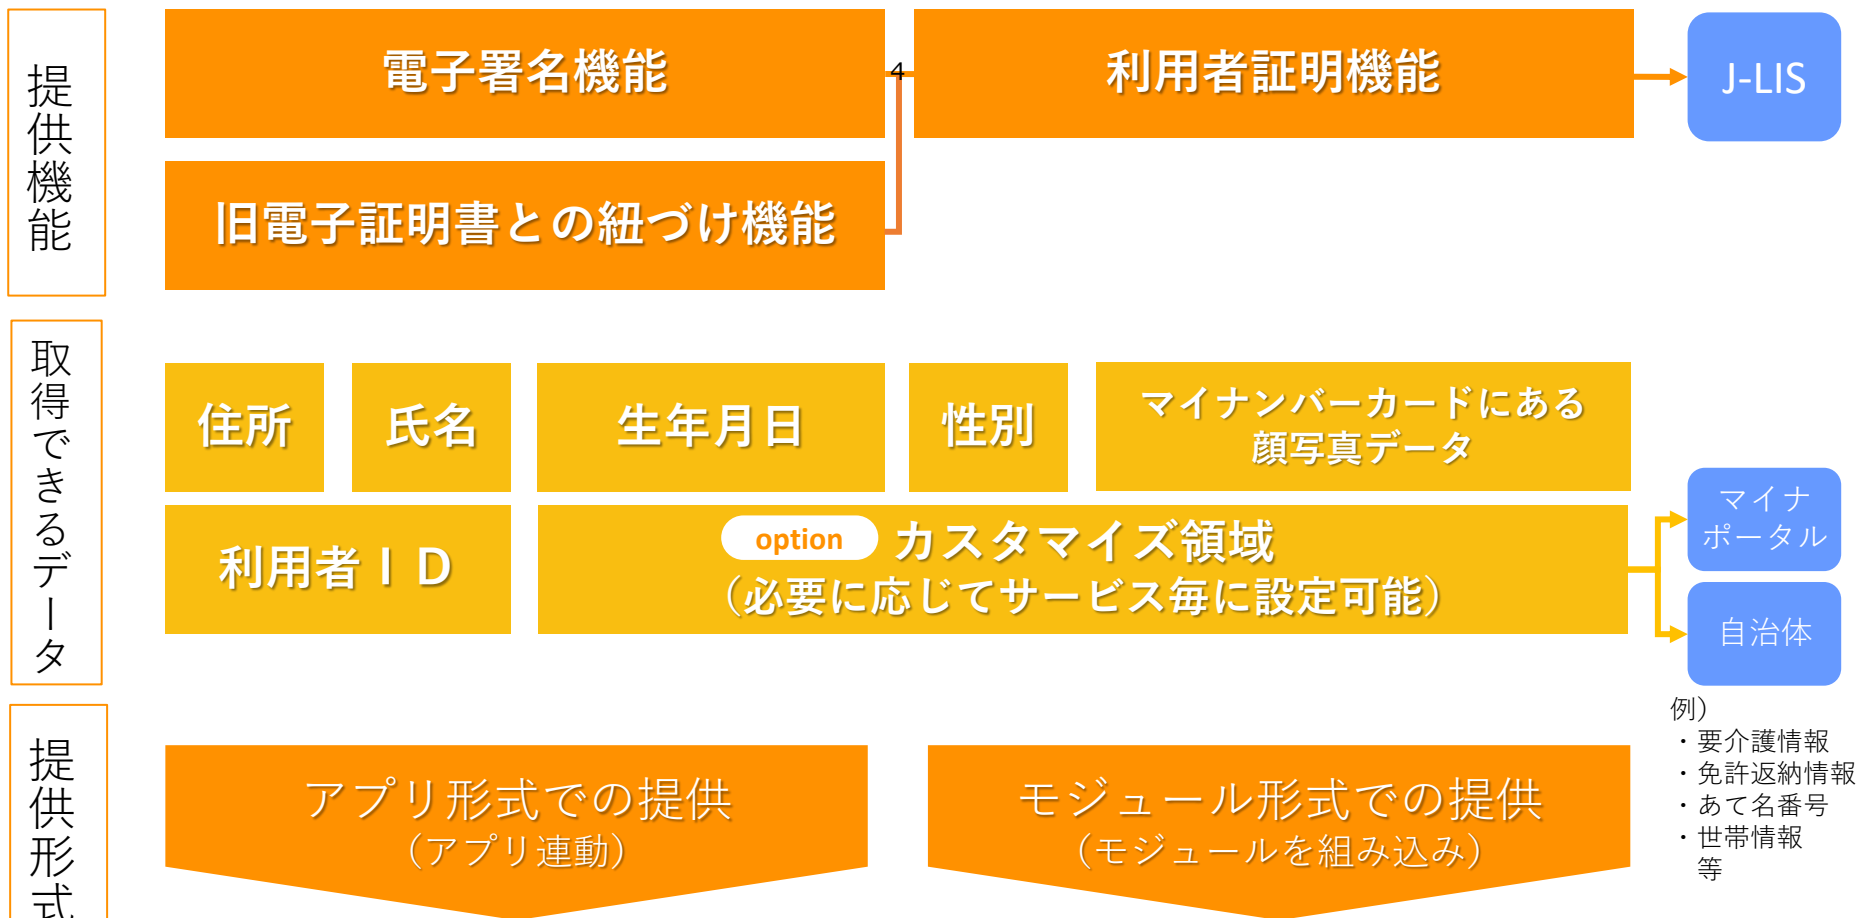 提供機能
電子署名機能
4
利用者証明機能
J-LIS
旧電子証明書との紐づけ機能
取得できるデータ
住所
氏名
生年月日
性別
マイナンバーカードにある
顔写真データ
利用者ＩＤ
option カスタマイズ領域
（必要に応じてサービス毎に設定可能）
マイナ
ポータル
自治体
例）
・要介護情報
・免許返納情報
・あて名番号
・世帯情報
等
提供形式
アプリ形式での提供
（アプリ連動）
モジュール形式での提供
（モジュールを組み込み）